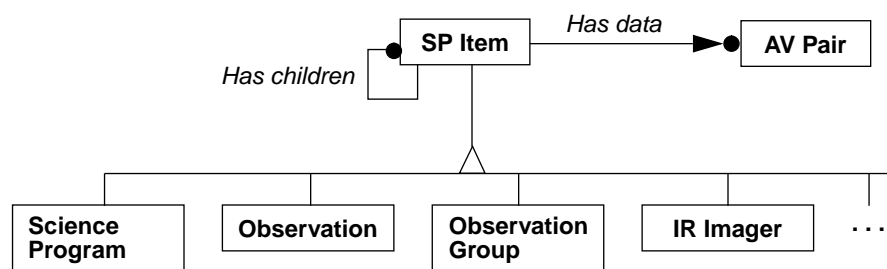 SP Item
Has data
AV Pair
Has children
Science
Program
Observation
Observation
Group
IR Imager
. . .